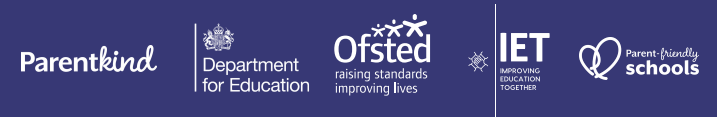 Parentkind
Department
for Education
Ofsted
raising standards
improving lives
IET
IMPROVING
EDUCATION
TOGETHER
Parent-friendly
schools